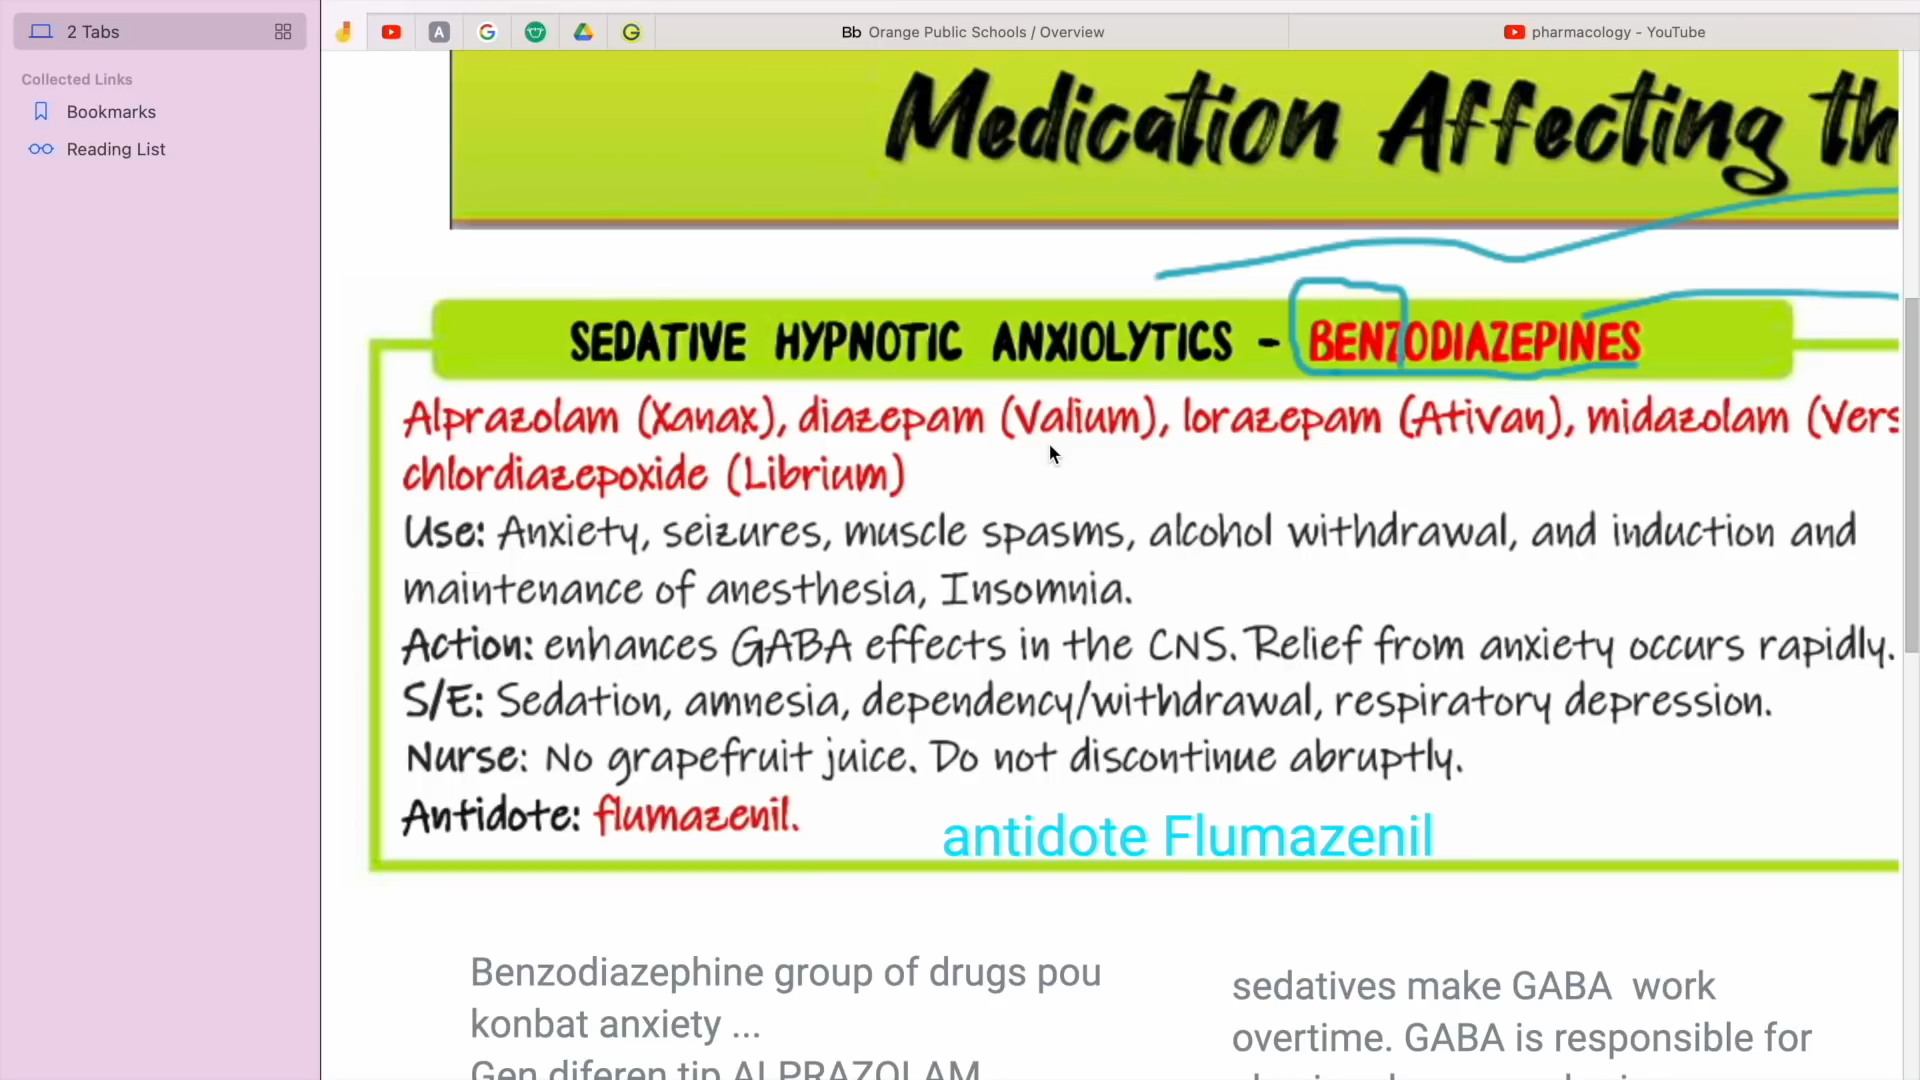 2 Tabs
Collected Links
Bookmarks
Reading List
A
G
G
Bb Orange Public Schools / Overview
pharmacology - YouTube
Medication Affecting th
SEDATIVE HYPNOTIC ANXIOLYTICS - BENZODIAZEPINES
Alprazolam (Xanax), diazepam (Valium), lorazepam (Ativan), midazolam (Vers
chlordiazepoxide (Librium)
Use: Anxiety, seizures, muscle spasms, alcohol withdrawal, and induction and
maintenance of anesthesia, Insomnia.
Action: enhances GABA effects in the CNS. Relief from anxiety occurs rapidly.
S/E: Sedation, amnesia, dependency/withdrawal, respiratory depression.
Nurse: No grapefruit juice. Do not discontinue abruptly.
Antidote: flumazenil.
antidote Flumazenil
Benzodiazephine group of drugs pou
konbat anxiety ...
Gen diferen tip ALPRAZOLAM
sedatives make GABA work
overtime. GABA is responsible for